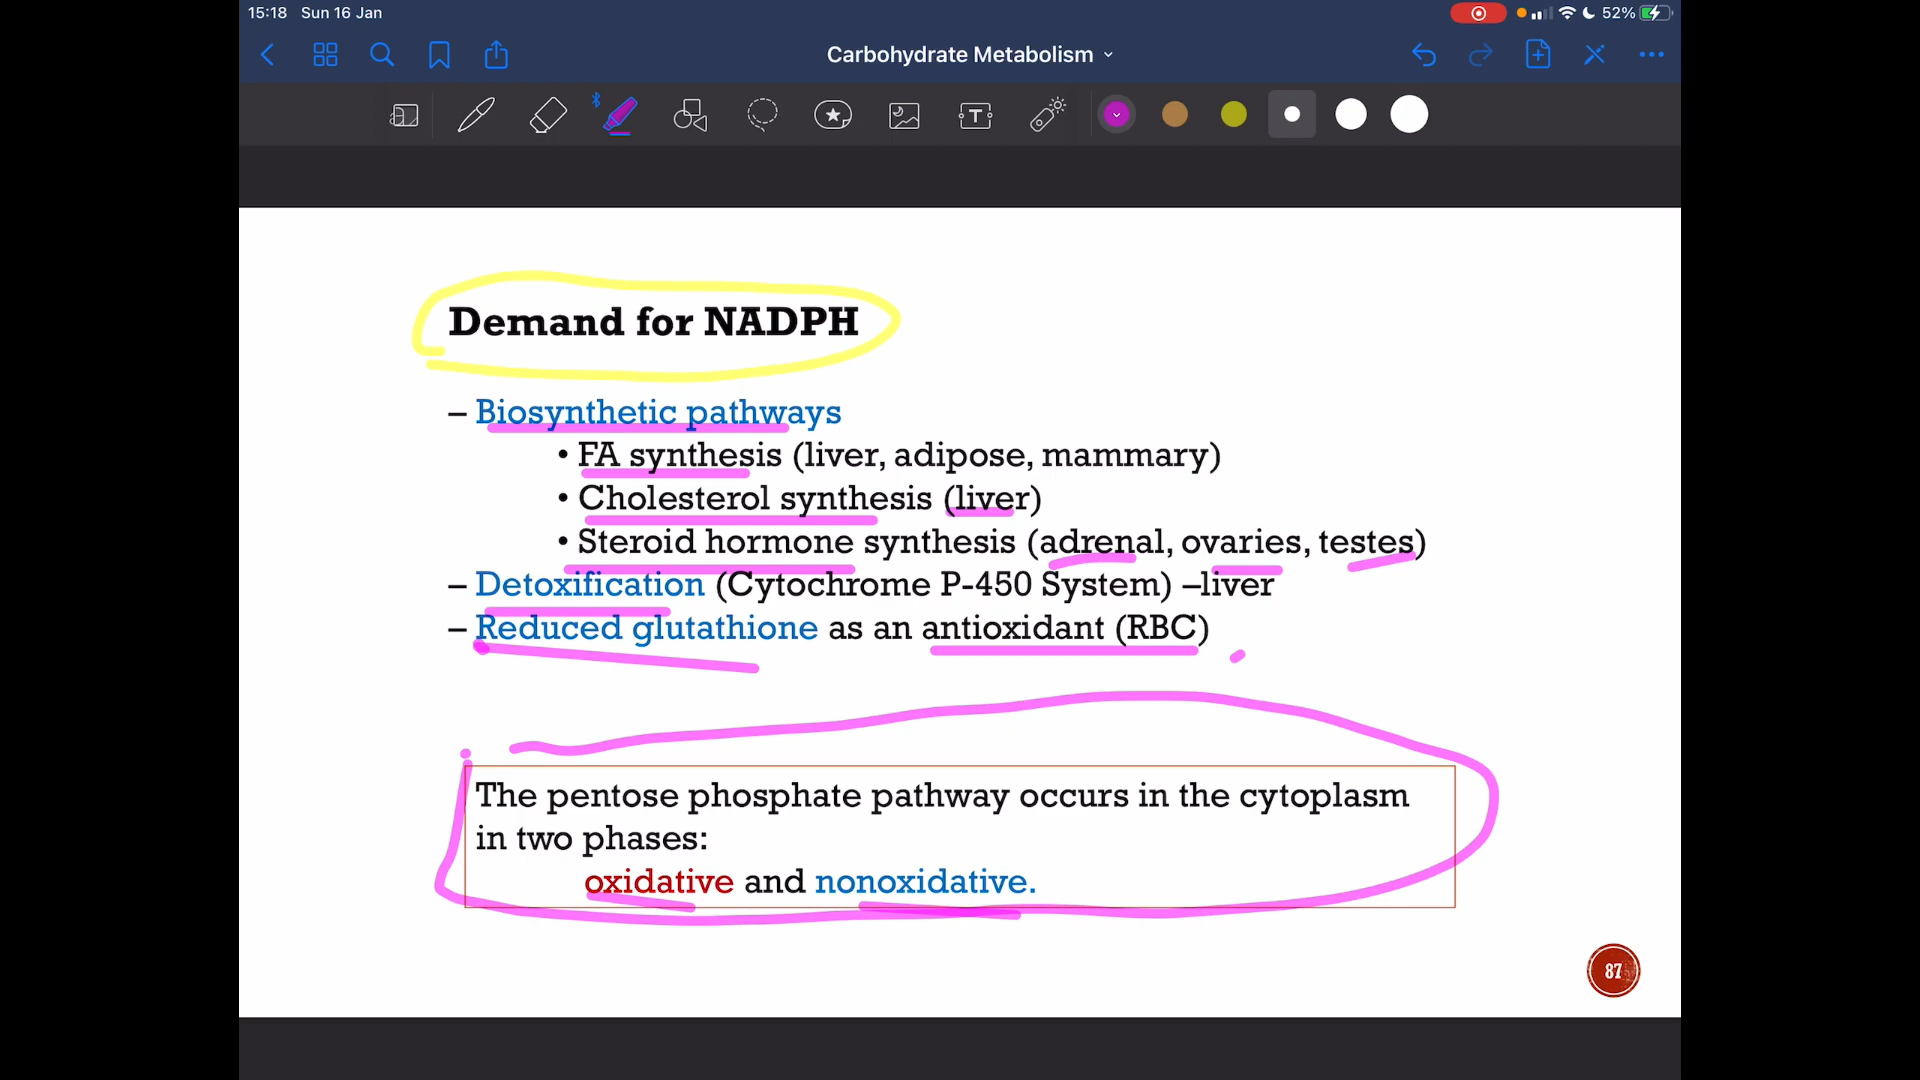 15:18 Sun 16 Jan
52%
Carbohydrate Metabolism
Demand for NADPH
– Biosynthetic pathways
• FA synthesis (liver, adipose, mammary)
• Cholesterol synthesis (liver)
• Steroid hormone synthesis (adrenal, ovaries, testes)
– Detoxification (Cytochrome P-450 System) –liver
– Reduced glutathione as an antioxidant (RBC)
The pentose phosphate pathway occurs in the cytoplasm
in two phases:
oxidative and nonoxidative.
87